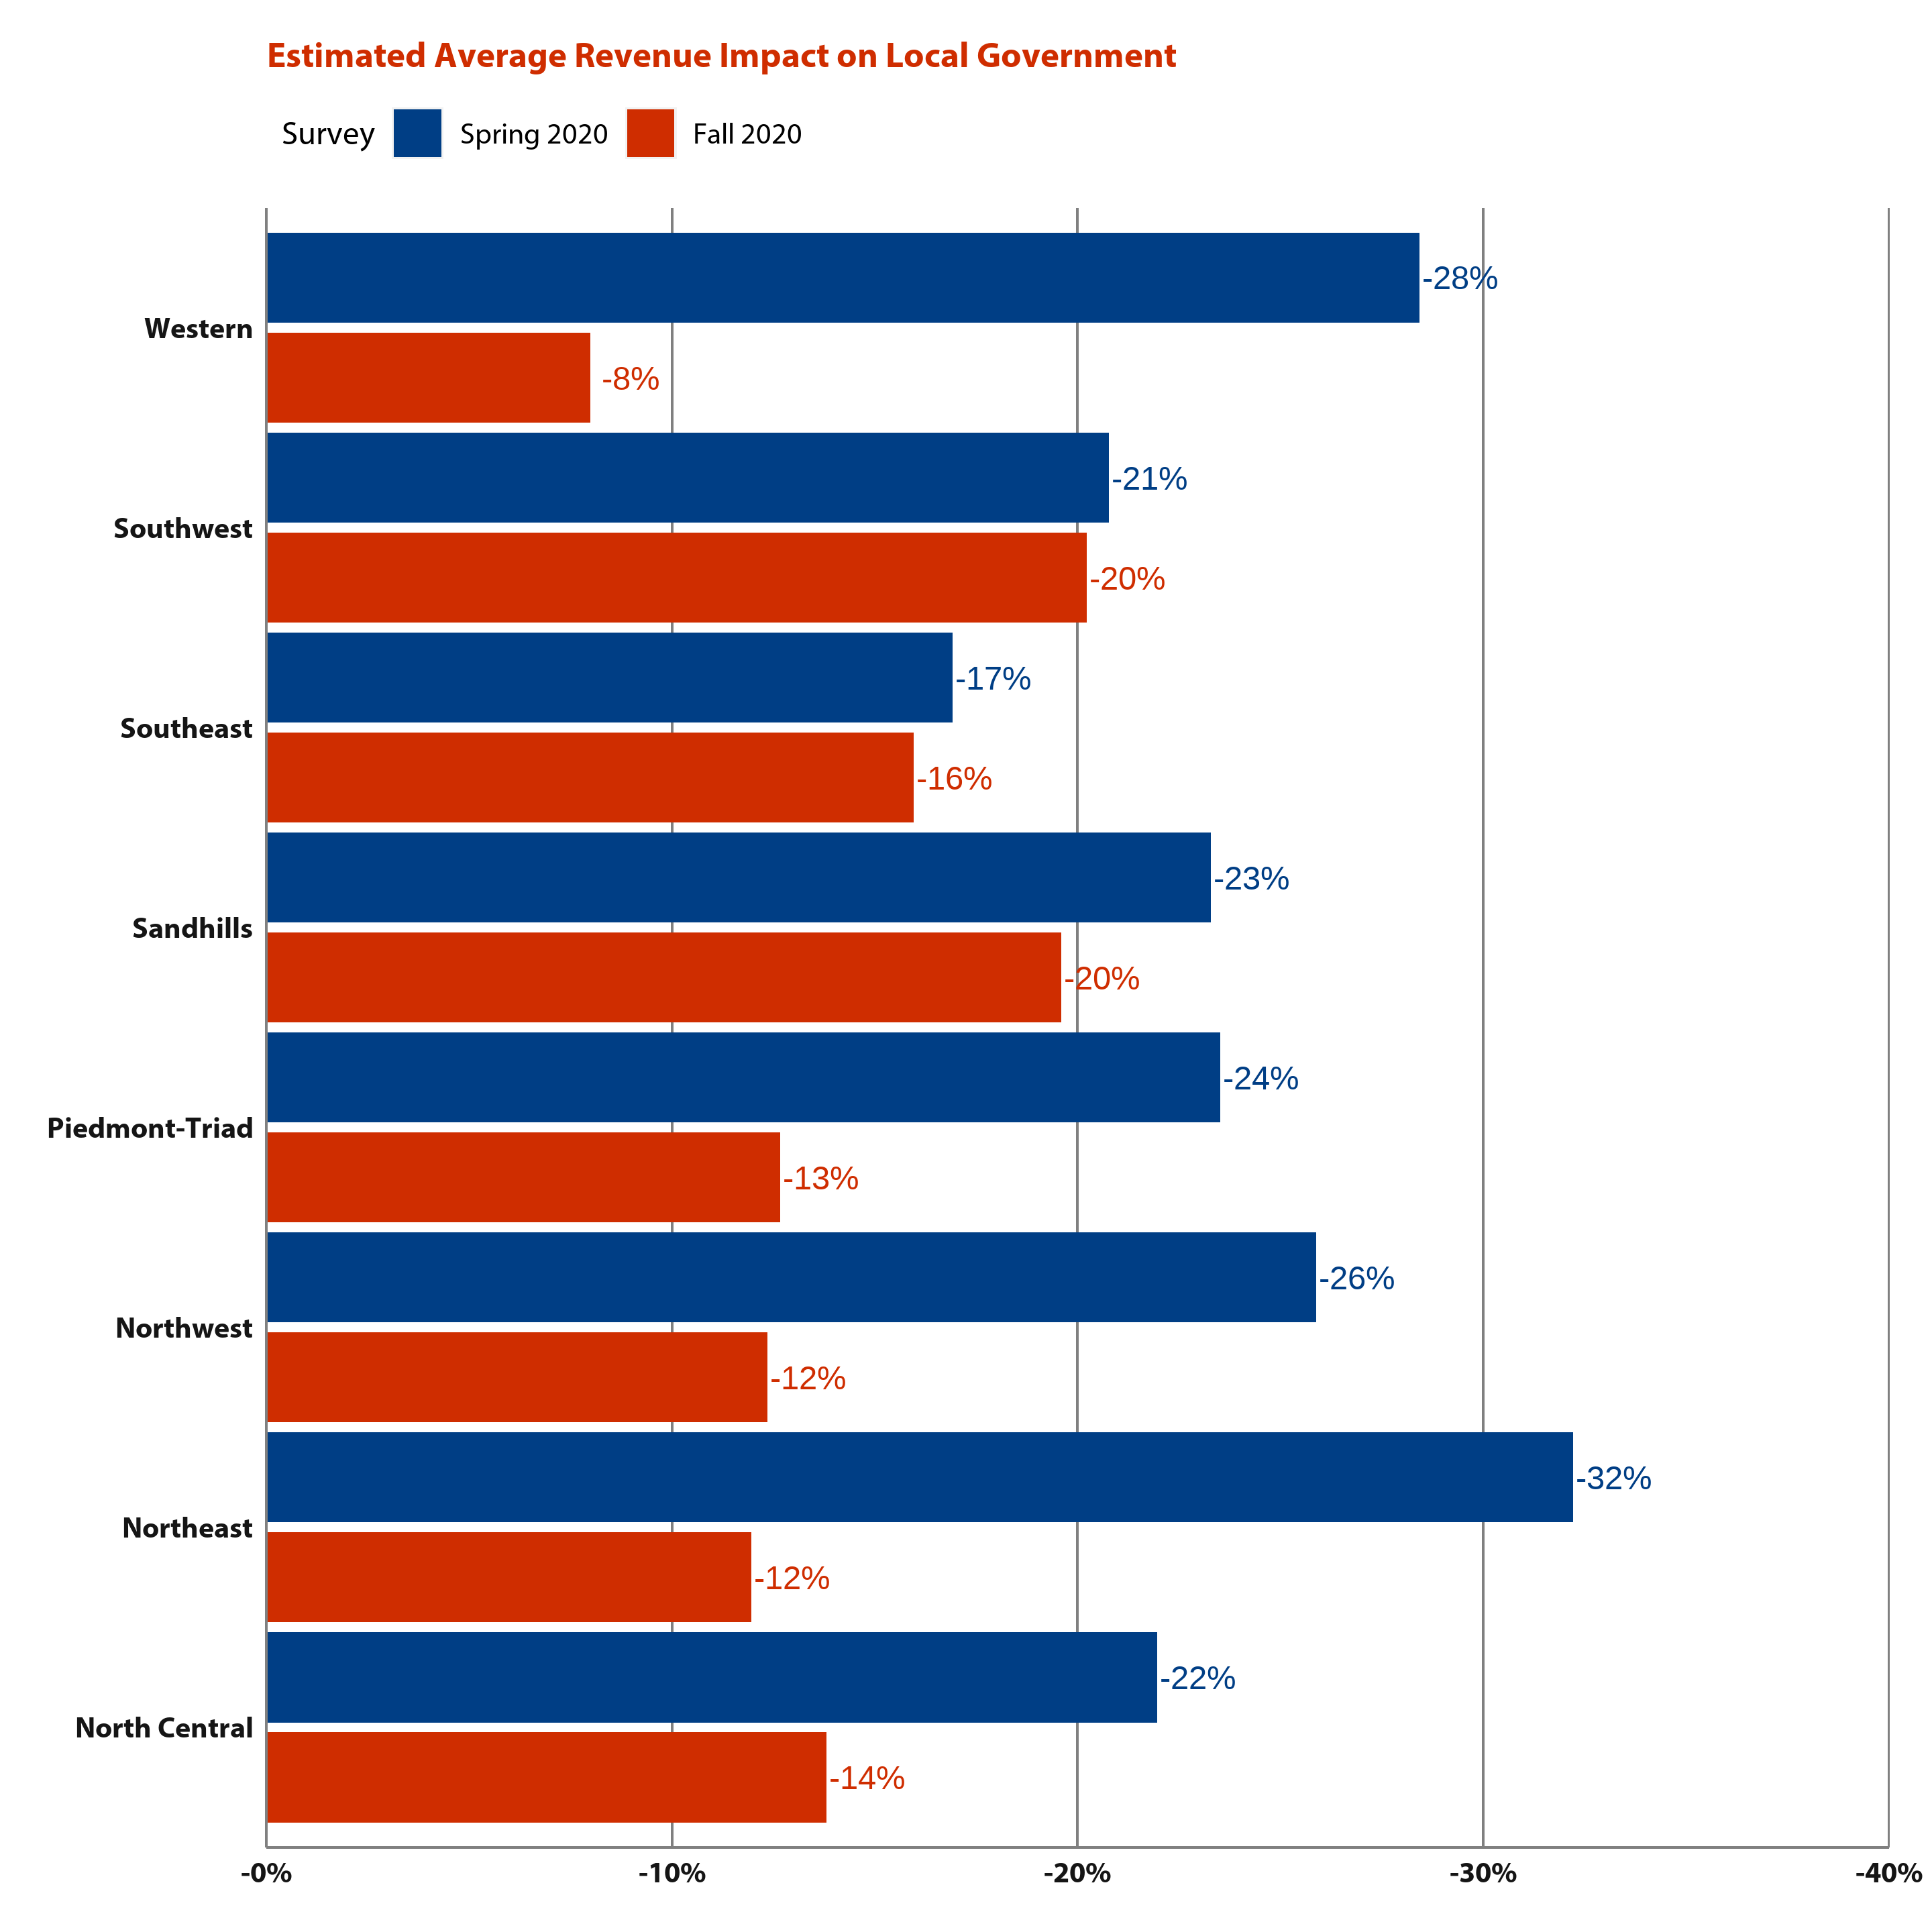 Estimated Average Revenue Impact on Local Government
Survey Spring 2020 Fall 2020
-28%
Western
-8%
-21%
Southwest
-20%
-17%
Southeast
-16%
-23%
Sandhills
-20%
-24%
Piedmont-Triad
-13%
-26%
Northwest
-12%
-32%
Northeast
-12%
-22%
North Central
-14%
-0% -10% -20% -30% -40%